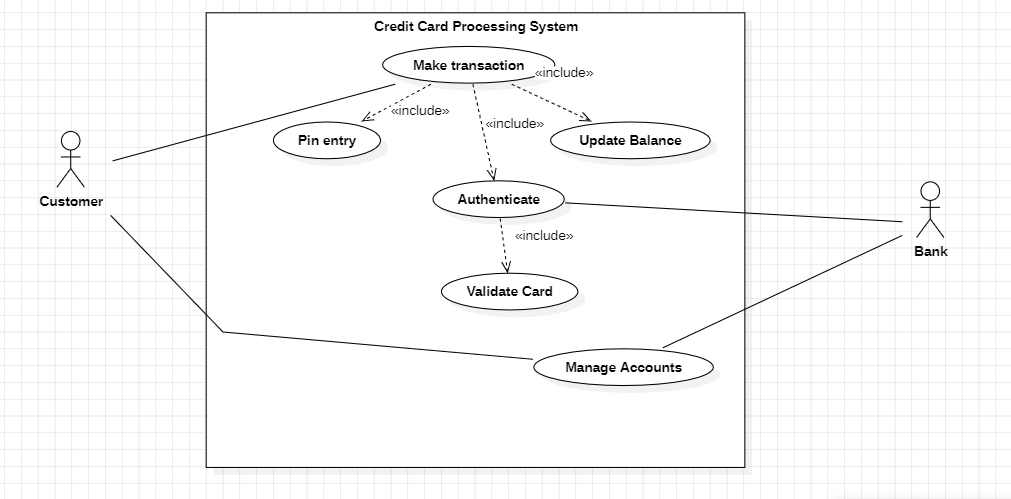 Credit Card Processing System
Make transaction
«include»
«include»
«include»
Pin entry
Update Balance
Customer
Authenticate
«include»
Bank
Validate Card
Manage Accounts